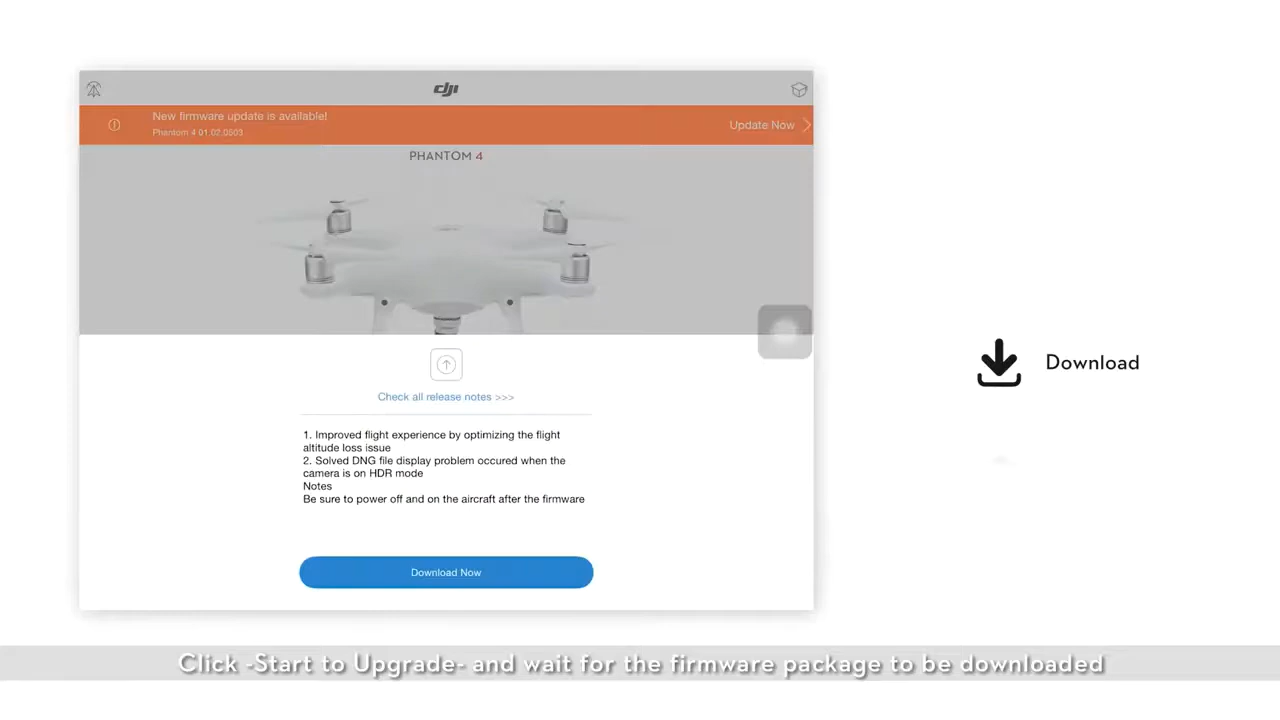 dji
New firmware update is available!
Phantom 4 01.02.0503
Update Now
PHANTOM 4
Check all release notes >>>
1. Improved flight experience by optimizing the flight
altitude loss issue
2. Solved DNG file display problem occured when the
camera is on HDR mode
Notes
Be sure to power off and on the aircraft after the firmware
Download Now
Download
Click -Start to Upgrade- and wait for the firmware package to be downloaded